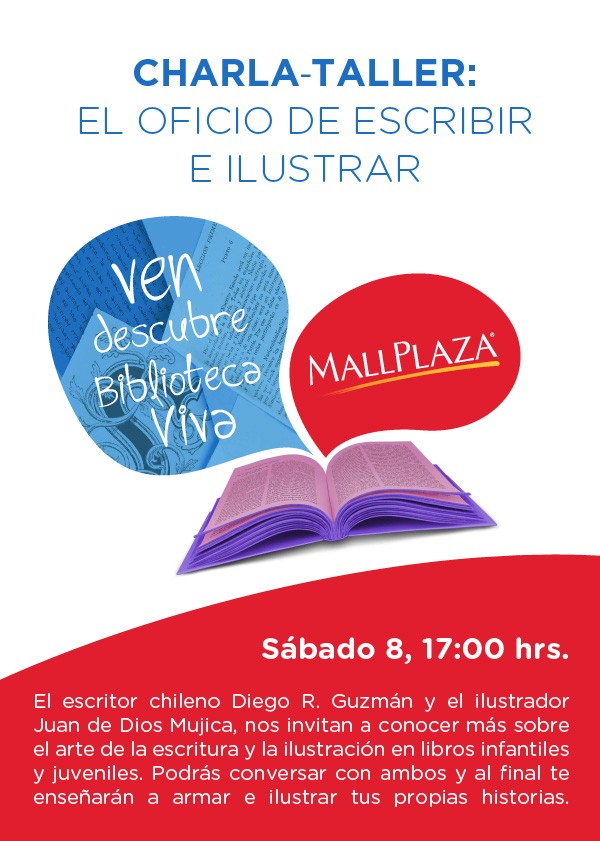 CHARLA-TALLER:
EL OFICIO DE ESCRIBIR
E ILUSTRAR
ven
descubre
Biblioteca
Viva
MALLPLAZA®
Sábado 8, 17:00 hrs.
El escritor chileno Diego R. Guzmán y el ilustrador
Juan de Dios Mujica, nos invitan a conocer más sobre
el arte de la escritura y la ilustración en libros infantiles
y juveniles. Podrás conversar con ambos y al final te
enseñarán a armar e ilustrar tus propias historias.